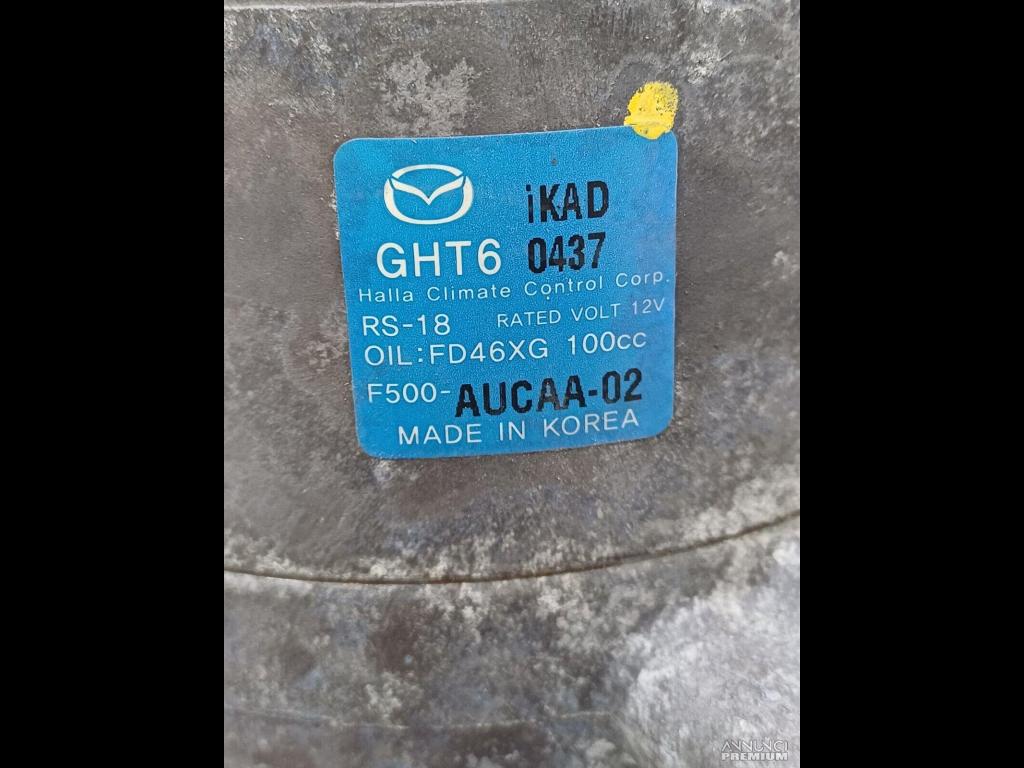 iKAD
GHT6 0437
Halla Climate Control Corp.
RS-18 RATED VOLT 12V
OIL:FD46XG 100cc
F500-AUCAA-02
MADE IN KOREA
ANNUNCI
PREMIUM